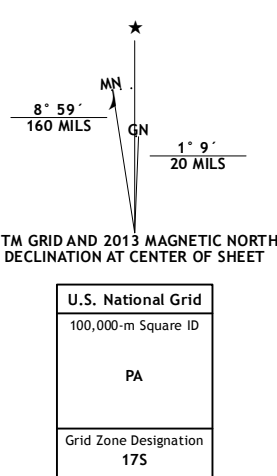 ★
MN
8° 59´
160 MILS
GN
1° 9´
20 MILS
TM GRID AND 2013 MAGNETIC NORTH
DECLINATION AT CENTER OF SHEET
U.S. National Grid
100,000-m Square ID
PA
Grid Zone Designation
17S